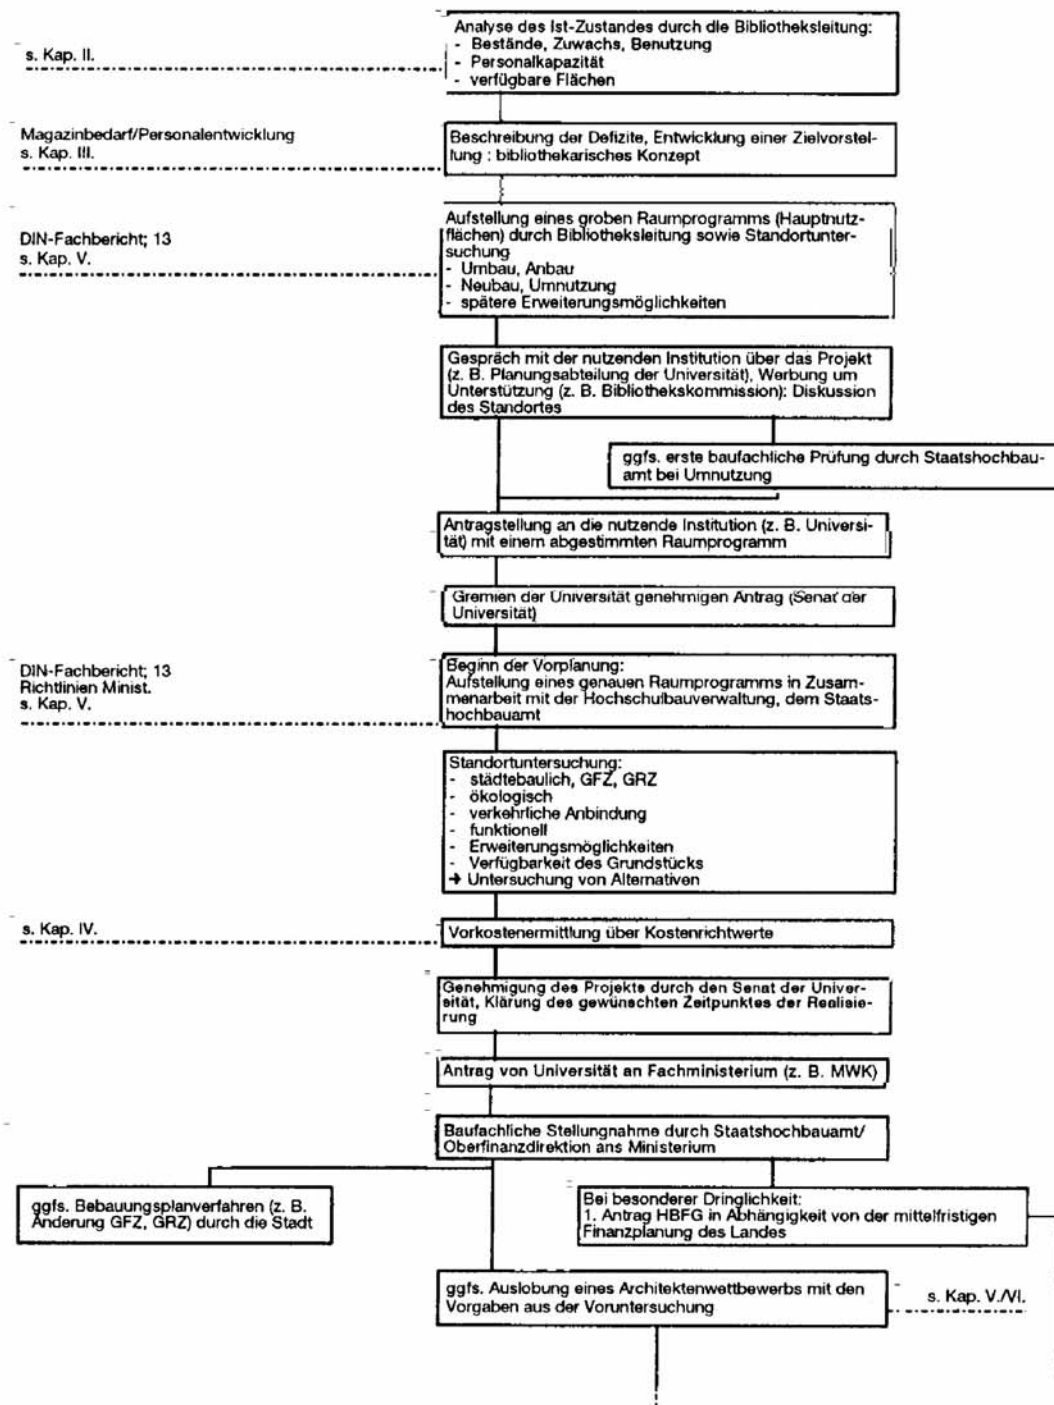 Analyse des Ist-Zustandes durch die Bibliotheksleitung:
- Bestände, Zuwachs, Benutzung
- Personalkapazität
- verfügbare Flächen
s. Kap. II.
Magazinbedarf/Personalentwicklung
s. Kap. III.
Beschreibung der Defizite, Entwicklung einer Zielvorstel-
lung : bibliothekarisches Konzept
DIN-Fachbericht; 13
s. Kap. V.
Aufstellung eines groben Raumprogramms (Hauptnutz-
flächen) durch Bibliotheksleitung sowie Standortunter-
suchung
- Umbau, Anbau
- Neubau, Umnutzung
- spätere Erweiterungsmöglichkeiten
Gespräch mit der nutzenden Institution über das Projekt
(z. B. Planungsabteilung der Universität), Werbung um
Unterstützung (z. B. Bibliothekskommission): Diskussion
des Standortes
ggfs. erste baufachliche Prüfung durch Staatshochbau-
amt bei Umnutzung
Antragstellung an die nutzende Institution (z. B. Universi-
tät) mit einem abgestimmten Raumprogramm
Gremien der Universität genehmigen Antrag (Senat der
Universität)
DIN-Fachbericht; 13
Richtlinien Minist.
s. Kap. V.
Beginn der Vorplanung:
Aufstellung eines genauen Raumprogramms in Zusam-
menarbeit mit der Hochschulbauverwaltung, dem Staats-
hochbauamt
Standortuntersuchung:
- städtebaulich, GFZ, GRZ
- ökologisch
- verkehrliche Anbindung
- funktionell
- Erweiterungsmöglichkeiten
- Verfügbarkeit des Grundstücks
➔ Untersuchung von Alternativen
s. Kap. IV.
Vorkostenermittlung über Kostenrichtwerte
Genehmigung des Projekts durch den Senat der Univer-
sität, Klärung des gewünschten Zeitpunktes der Realisie-
rung
Antrag von Universität an Fachministerium (z. B. MWK)
Baufachliche Stellungnahme durch Staatshochbauamt/
Oberfinanzdirektion ans Ministerium
ggfs. Bebauungsplanverfahren (z. B.
Änderung GFZ, GRZ) durch die Stadt
Bei besonderer Dringlichkeit:
1. Antrag HBFG in Abhängigkeit von der mittelfristigen
Finanzplanung des Landes
ggfs. Auslobung eines Architektenwettbewerbs mit den
Vorgaben aus der Voruntersuchung
s. Kap. V./VI.